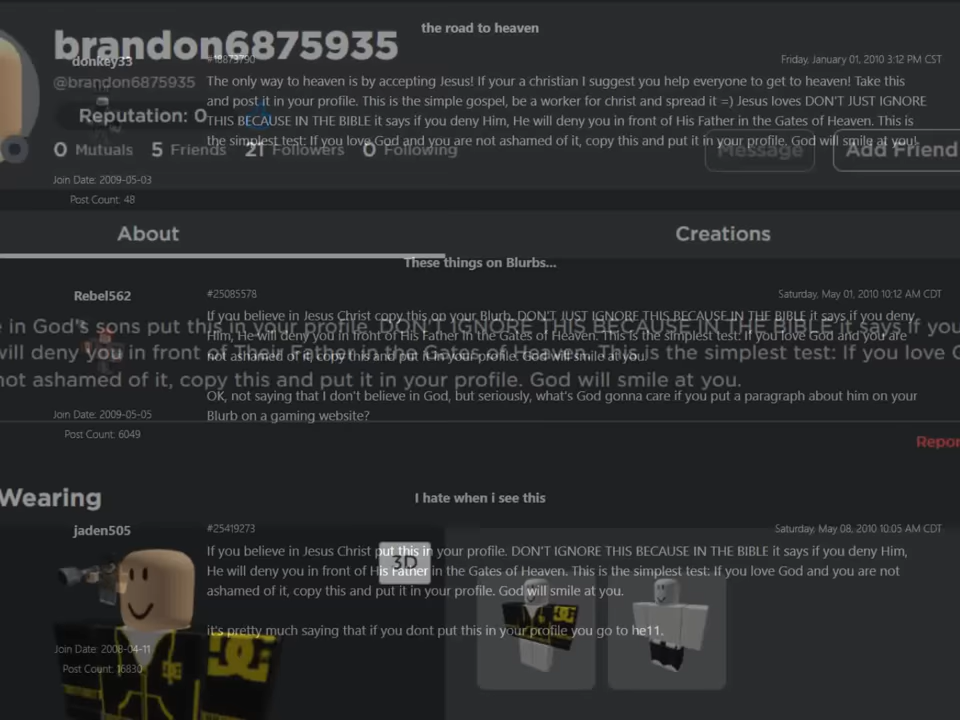 the road to heaven
brandon6875935
donkey33
#18873790
Friday, January 01, 2010 3:12 PM CST
@brandon6875935
The only way to heaven is by accepting Jesus! If your a christian I suggest you help everyone to get to heaven! Take this
and post it in your profile. This is the simple gospel, be a worker for christ and spread it =) Jesus loves DON'T JUST IGNORE
Reputation: 0
THIS BECAUSE IN THE BIBLE it says if you deny Him, He will deny you in front of His Father in the Gates of Heaven. This is
the simplest test: If you love God and you are not ashamed of it, copy this and put it in your profile. God will smile at you!
0 Mutuals 5 Friends 21 Followers 0 Following
Message
Add Friend
Join Date: 2009-05-03
Post Count: 48
About
Creations
These things on Blurbs...
Rebel562
#25085578
Saturday, May 01, 2010 10:12 AM CDT
If you believe in Jesus Christ copy this on your Blurb. DON'T JUST IGNORE THIS BECAUSE IN THE BIBLE it says if you deny
Him, He will deny you in front of His Father in the Gates of Heaven. This is the simplest test: If you love God and you are
not ashamed of it, copy this and put it in your profile. God will smile at you.
e in God's sons put this in your profile. DON'T IGNORE THIS BECAUSE IN THE BIBLE it says if you
will deny you in front of Their Father in the Gates of Heaven. This is the simplest test: If you love G
not ashamed of it, copy this and put it in your profile. God will smile at you.
OK, not saying that I don't believe in God, but seriously, what's God gonna care if you put a paragraph about him on your
Blurb on a gaming website?
Join Date: 2009-05-05
Post Count: 6049
Repor
Wearing
I hate when i see this
jaden505
#25419273
Saturday, May 08, 2010 10:05 AM CDT
If you believe in Jesus Christ put this in your profile. DON'T IGNORE THIS BECAUSE IN THE BIBLE it says if you deny Him,
He will deny you in front of His Father in the Gates of Heaven. This is the simplest test: If you love God and you are not
ashamed of it, copy this and put it in your profile. God will smile at you.
3D
it's pretty much saying that if you dont put this in your profile you go to he11.
Join Date: 2008-04-11
Post Count: 16830